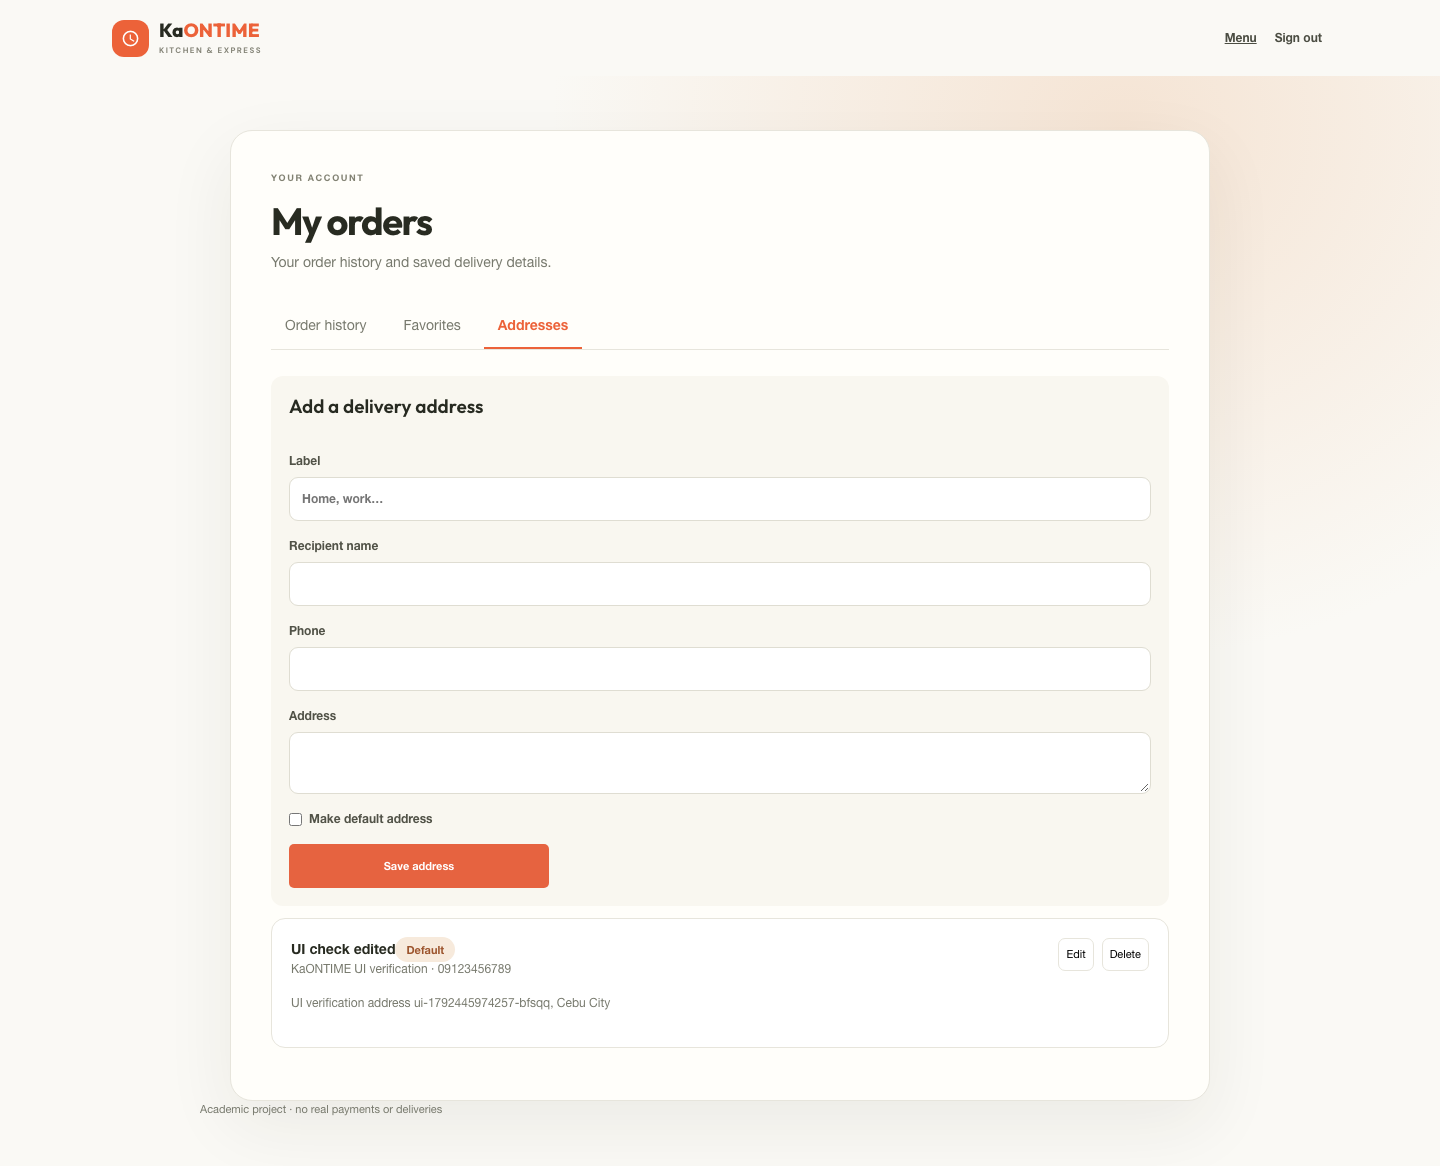 KaONTIME
KITCHEN & EXPRESS
Menu
Sign out
YOUR ACCOUNT
My orders
Your order history and saved delivery details.
Order history
Favorites
Addresses
Add a delivery address
Label
Home, work...
Recipient name
Phone
Address
Make default address
Save address
UI check edited
Default
KaONTIME UI verification · 09123456789
Edit
Delete
UI verification address ui-1792445974257-bfsqq, Cebu City
Academic project · no real payments or deliveries